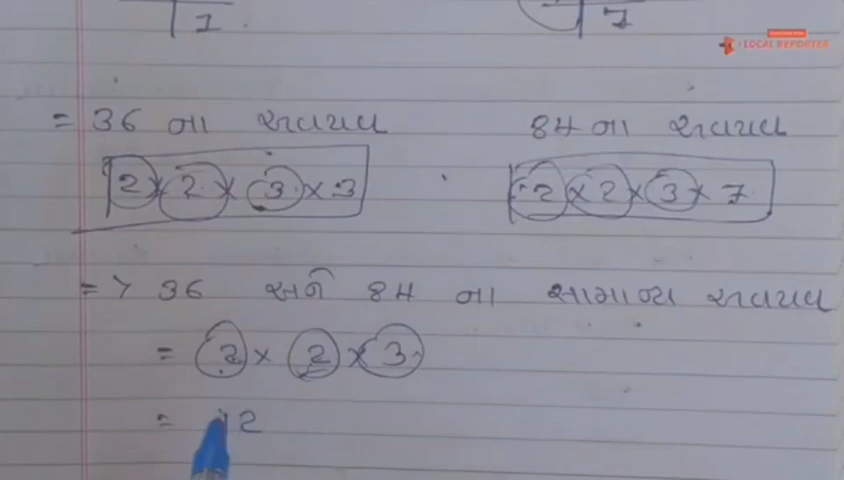 1 7
LOCAL REPORTER
= 36 ના અવયવ 84 ના અવયવ
2 × 2 × 3 × 3 2 × 2 × 3 × 7
=> 36 અને 84 ના સામાન્ય અવયવ
= 2 × 2 × 3
= 12